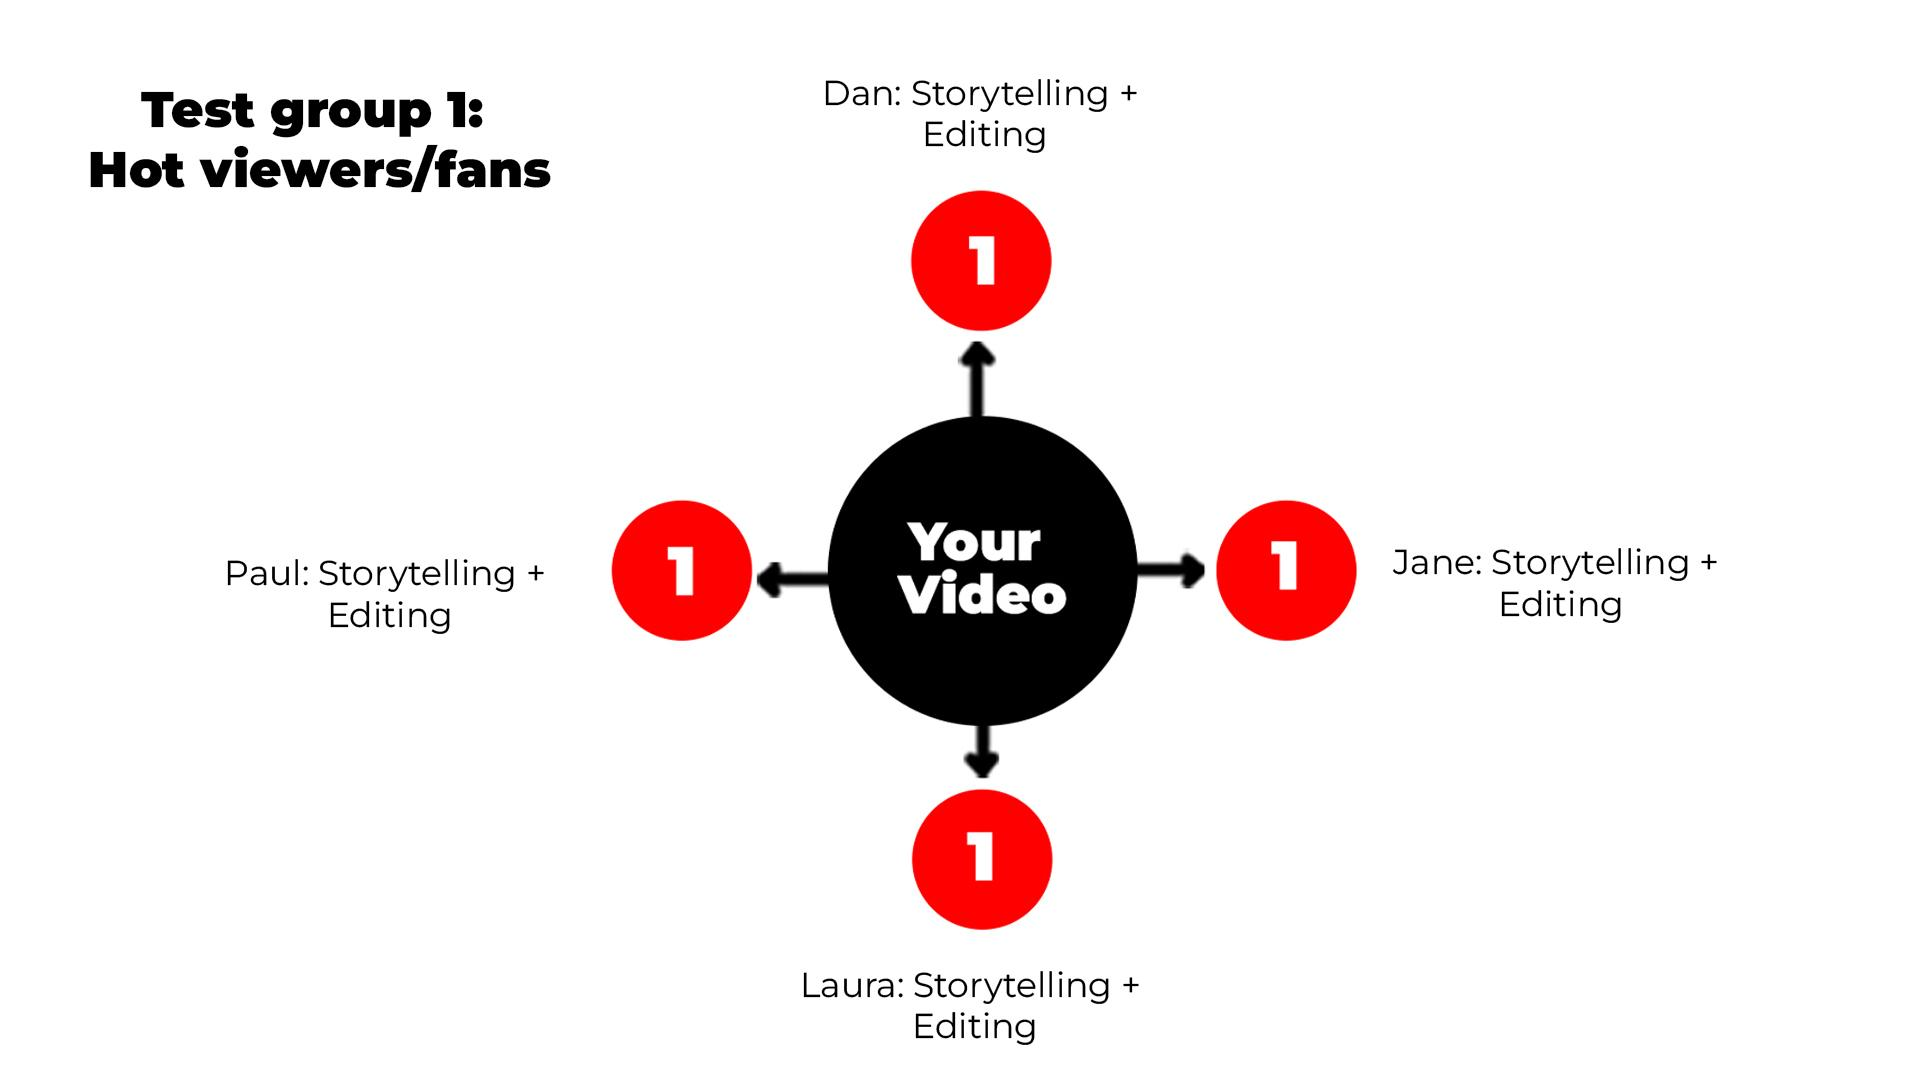 Test group 1:
Hot viewers/fans
Dan: Storytelling +
Editing
1
Paul: Storytelling +
Editing
1
Your
Video
1
Jane: Storytelling +
Editing
1
Laura: Storytelling +
Editing